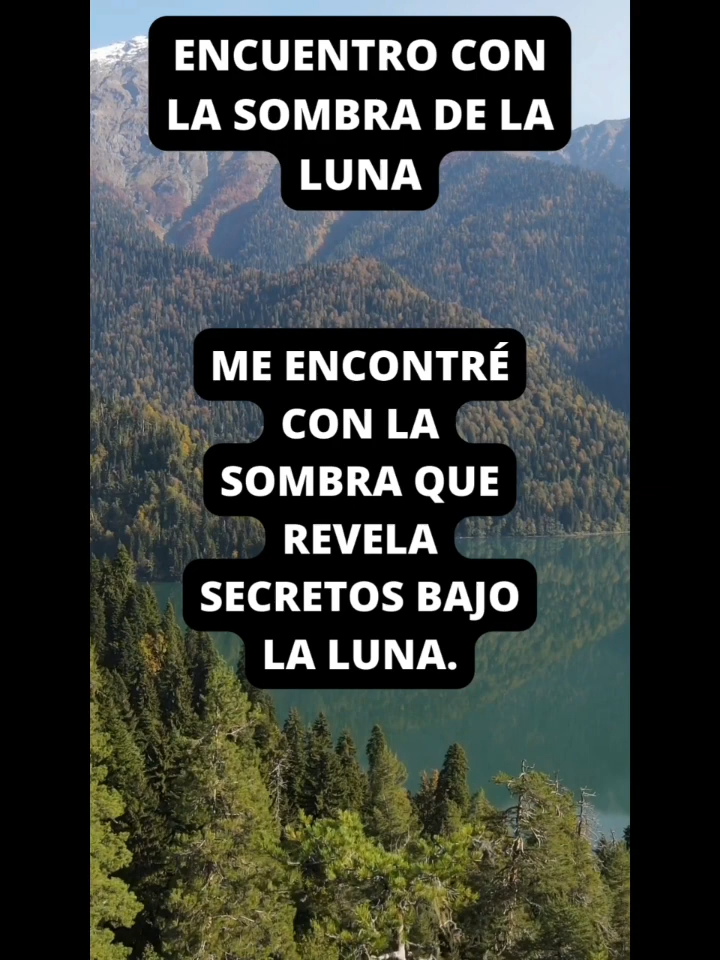 ENCUENTRO CON
LA SOMBRA DE LA
LUNA
ME ENCONTRÉ
CON LA
SOMBRA QUE
REVELA
SECRETOS BAJO
LA LUNA.